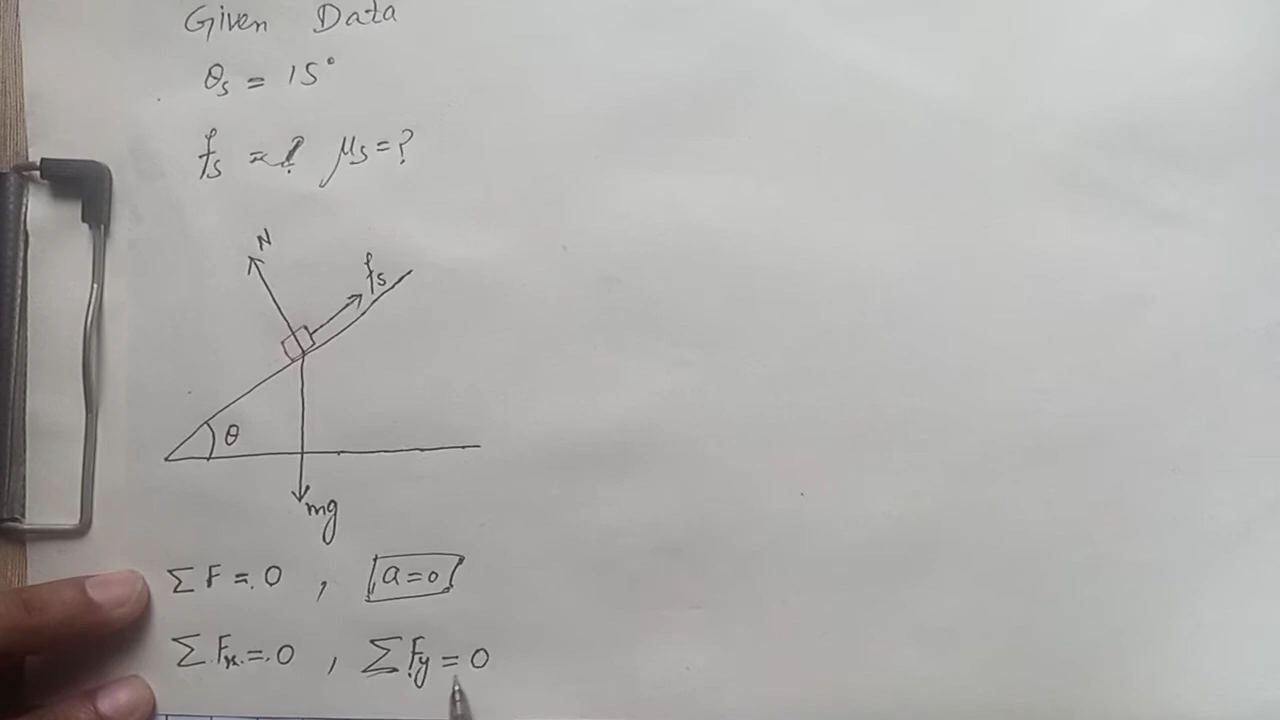 Given Data
θs = 15°
fs = ? μs = ?
N
fs
θ
mg
ΣF = 0 , a = 0
ΣFx = 0 , ΣFy = 0